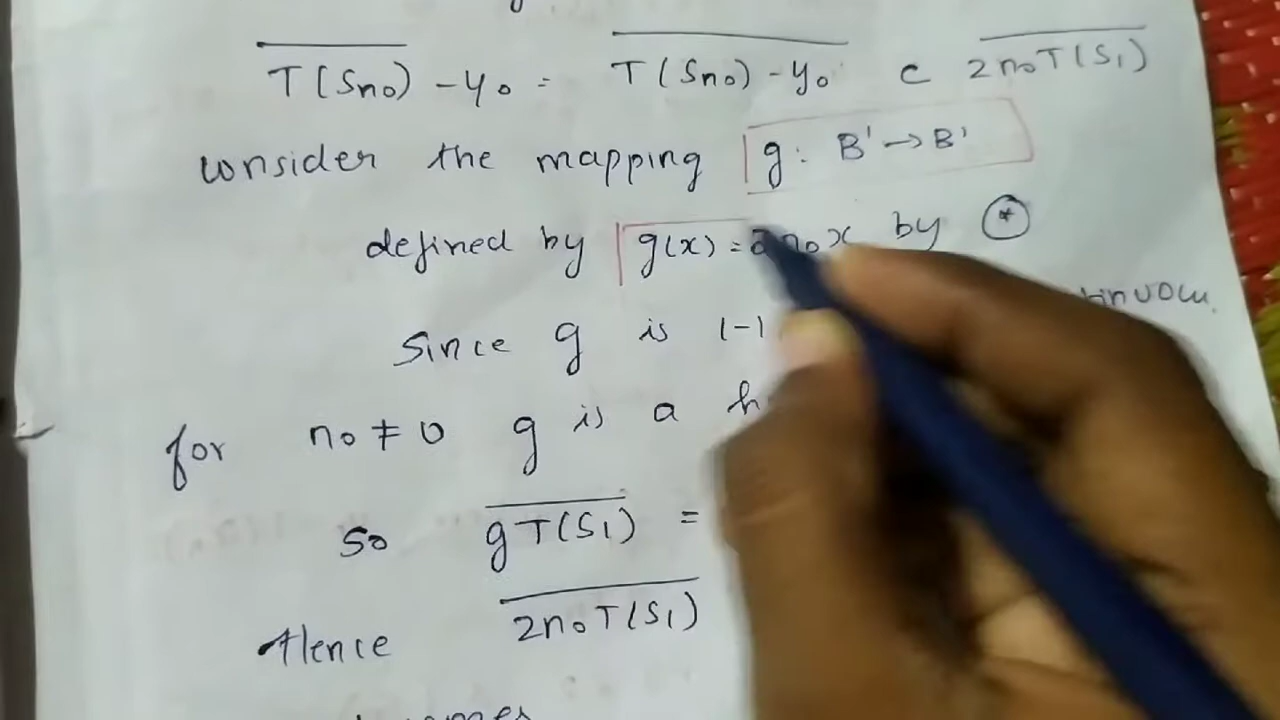 T(Sn₀) - y₀ = T(Sn₀) - y₀ ⊂ 2n₀T(S₁)
consider the mapping g: B' → B'
defined by g(x) = 2n₀x by (*)
Since g is 1-1
for n₀ ≠ 0 g is a
So gT(S₁) =
Hence 2n₀T(S₁)